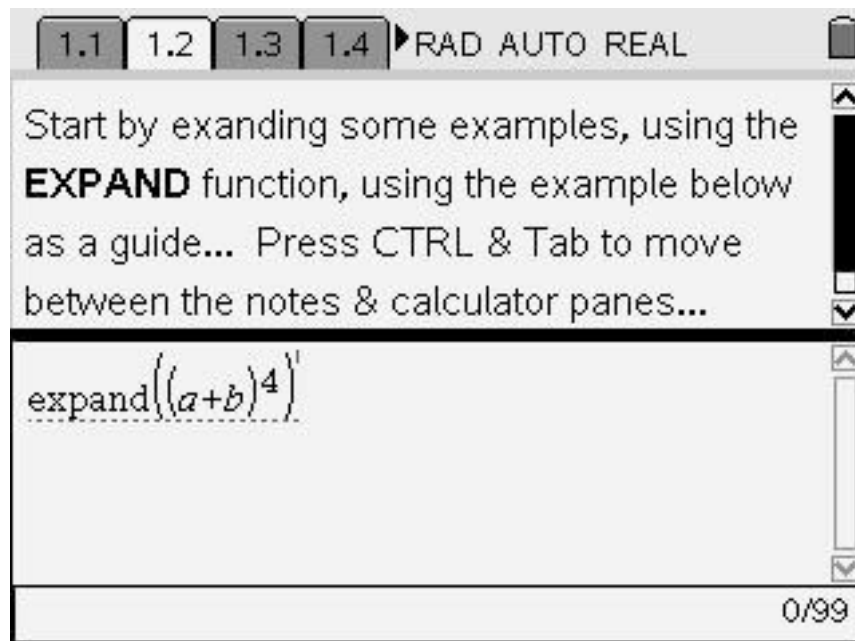 1.1 1.2 1.3 1.4 RAD AUTO REAL
Start by exanding some examples, using the
EXPAND function, using the example below
as a guide... Press CTRL & Tab to move
between the notes & calculator panes...
expand((a+b)^4)
0/99